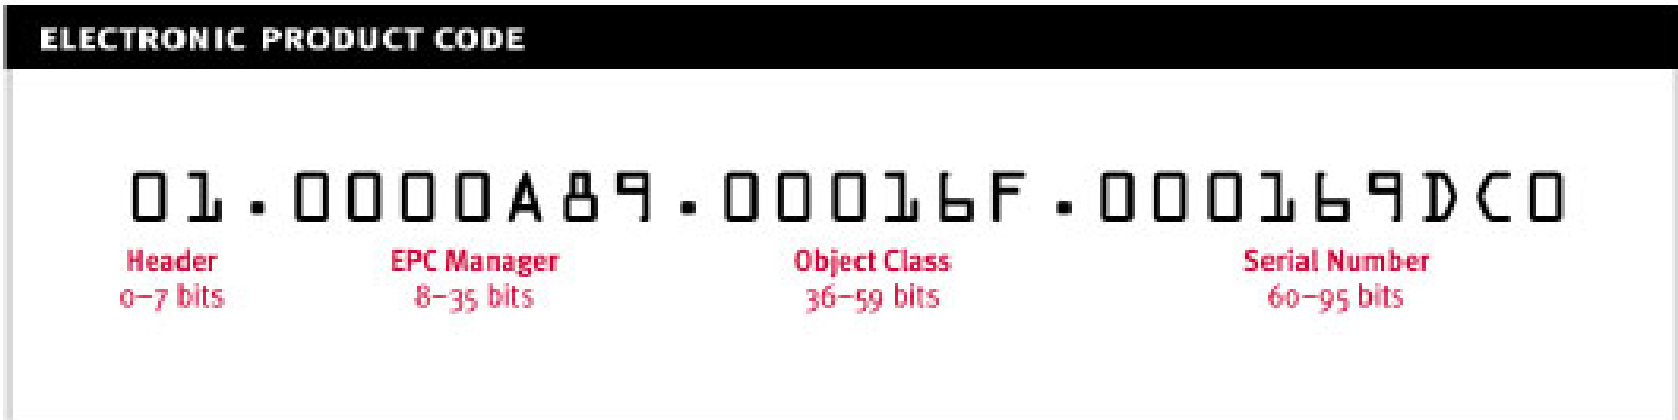 ELECTRONIC PRODUCT CODE
01.0000A89.00016F.000169DC0
Header EPC Manager Object Class Serial Number
0–7 bits 8–35 bits 36–59 bits 60–95 bits